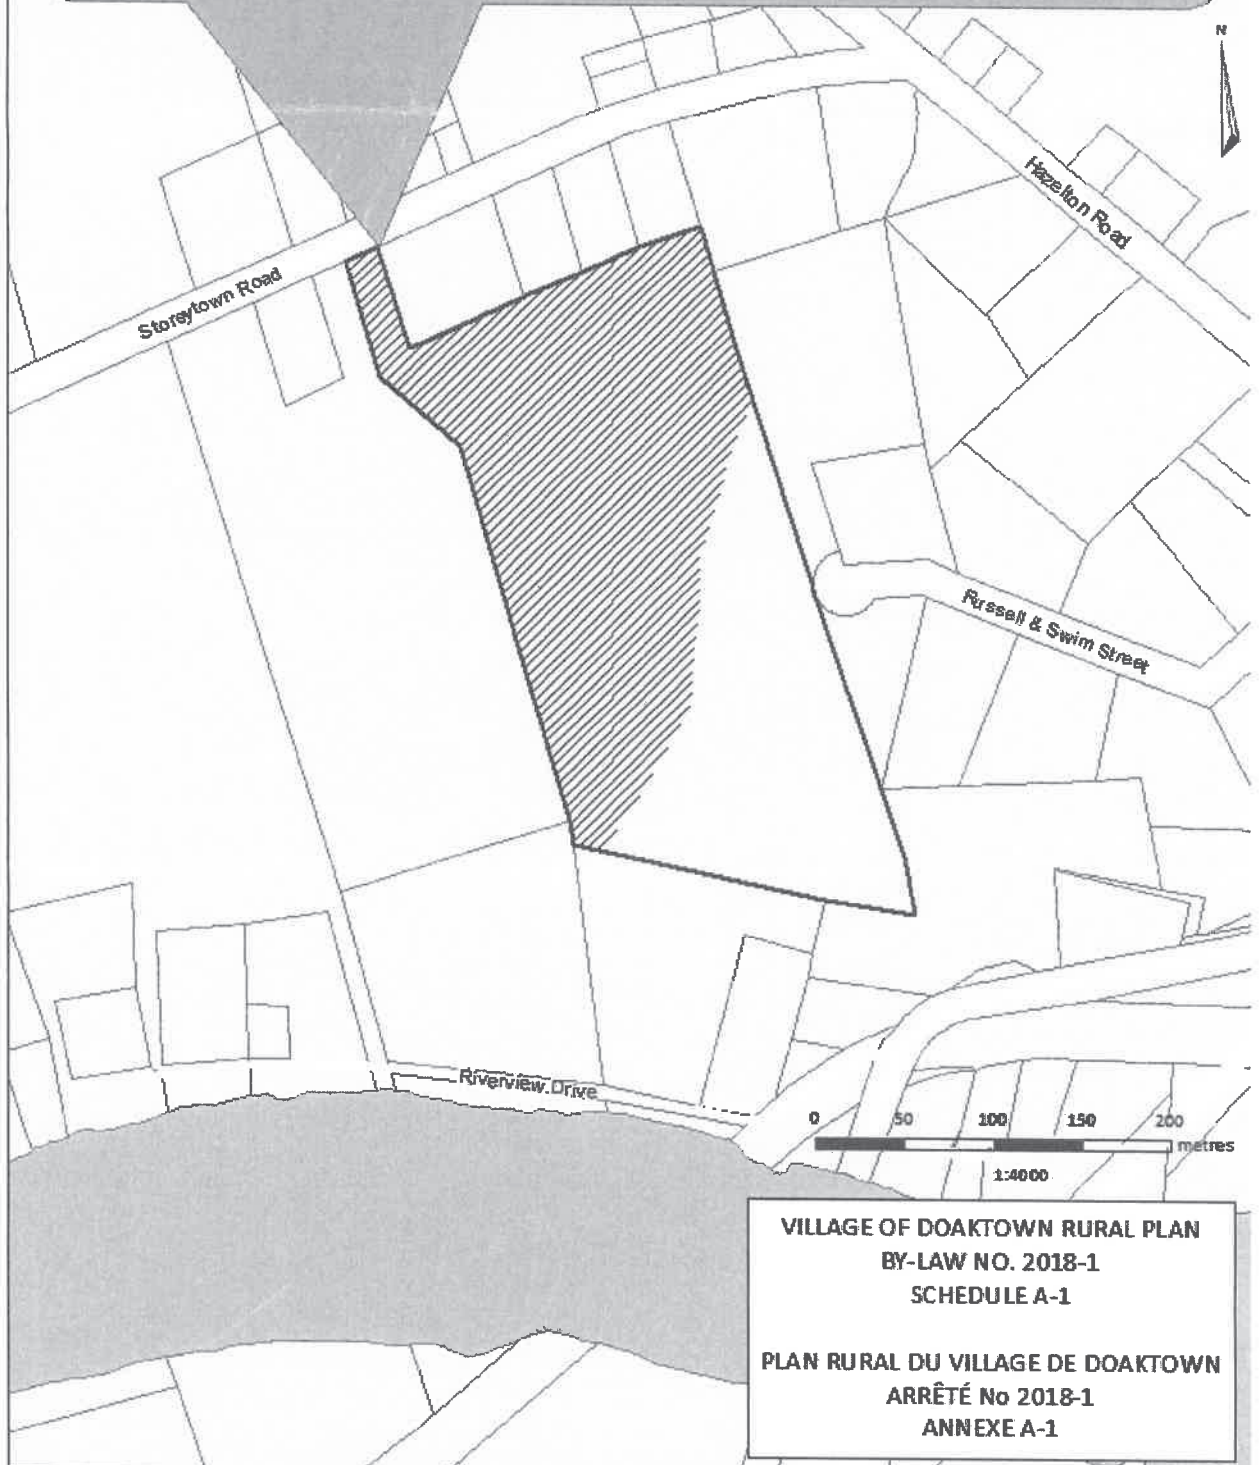 N
Hazelton Road
Storeytown Road
Russell & Swim Street
Riverview Drive
0 50 100 150 200
metres
1:4000
VILLAGE OF DOAKTOWN RURAL PLAN
BY-LAW NO. 2018-1
SCHEDULE A-1
PLAN RURAL DU VILLAGE DE DOAKTOWN
ARRÊTÉ No 2018-1
ANNEXE A-1